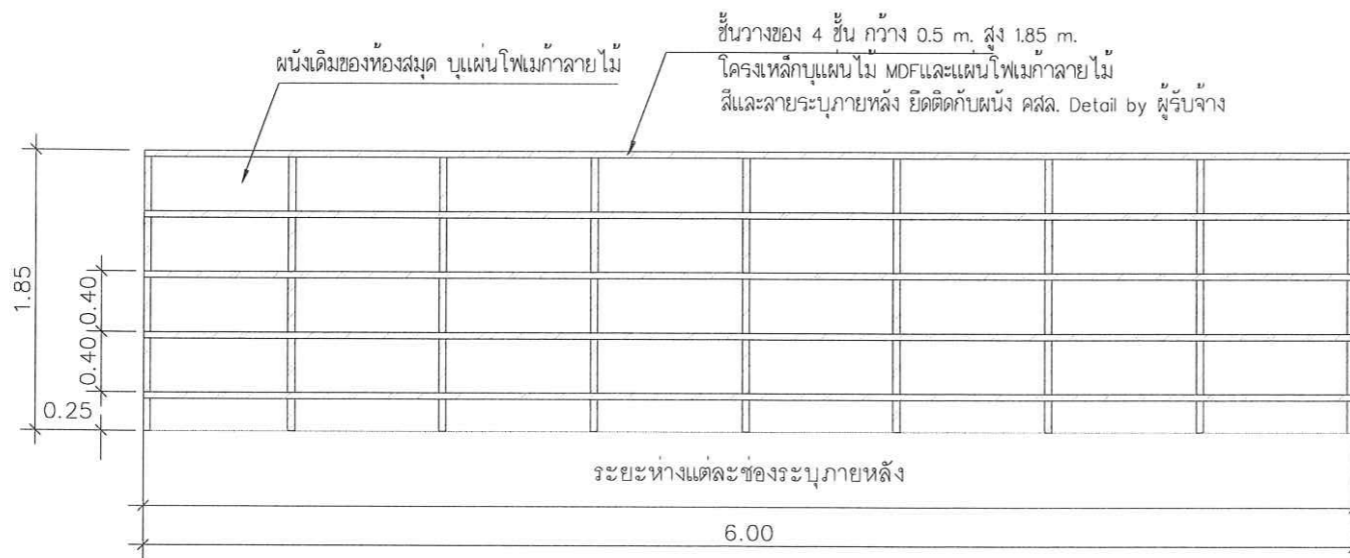 ชั้นวางของ 4 ชั้น กว้าง 0.5 m. สูง 1.85 m.
ผนังเดิมของห้องสมุด บุแผ่นโฟเมก้าลายไม้
โครงเหล็กบุแผ่นไม้ MDFและแผ่นโฟเมก้าลายไม้
สีและลายระบุภายหลัง ยึดติดกับผนัง คสล. Detail by ผู้รับจ้าง
1.85
0.40
0.40
0.25
ระยะห่างแต่ละช่องระบุภายหลัง
6.00